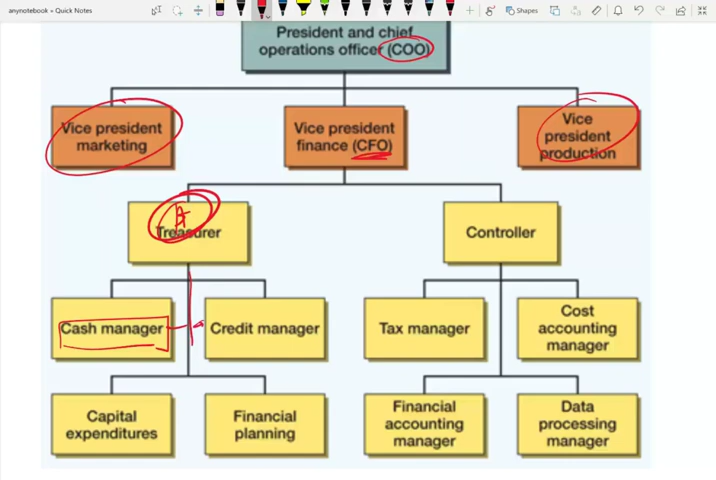 anynotebook • Quick Notes
Shapes
President and chief
operations officer (COO)
Vice president
marketing
Vice president
finance (CFO)
Vice
president
production
Treasurer
Controller
Cash manager
Credit manager
Tax manager
Cost
accounting
manager
Capital
expenditures
Financial
planning
Financial
accounting
manager
Data
processing
manager